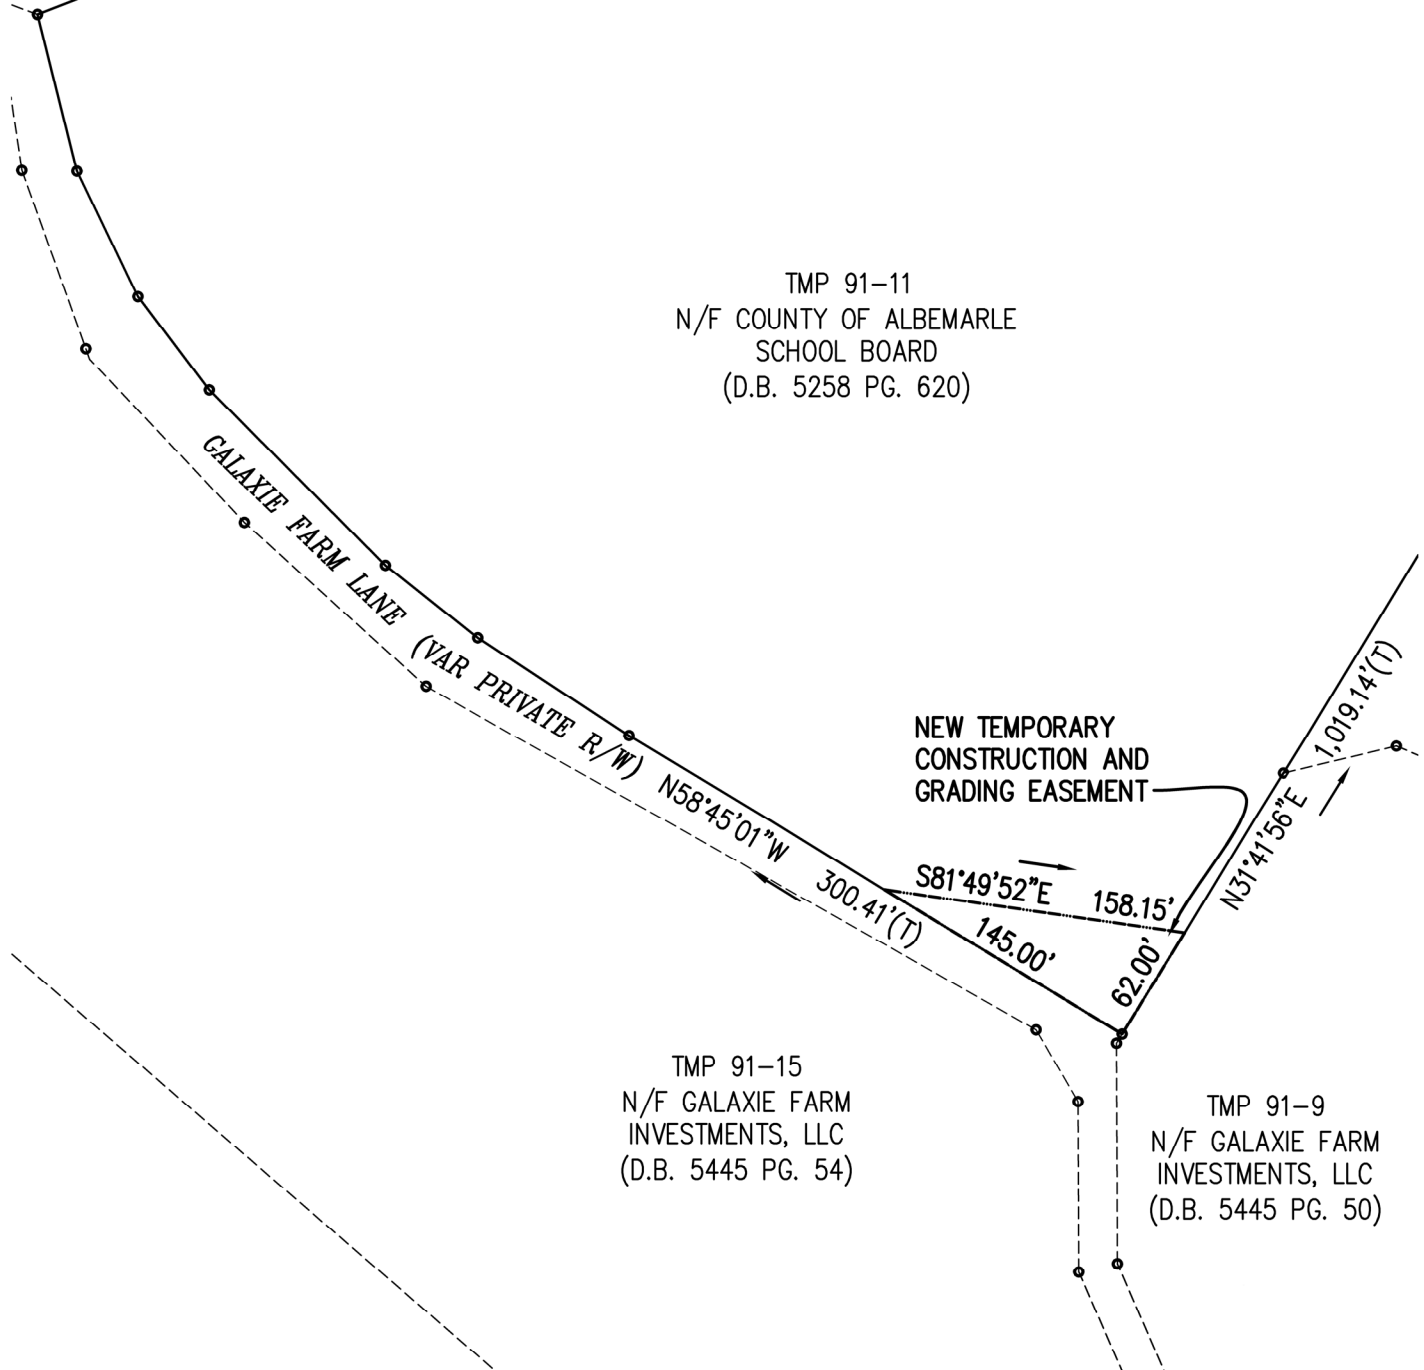 TMP 91-11
N/F COUNTY OF ALBEMARLE
SCHOOL BOARD
(D.B. 5258 PG. 620)
GALAXIE FARM LANE (VAR PRIVATE R/W)
N58°45'01"W 300.41'(T)
NEW TEMPORARY
CONSTRUCTION AND
GRADING EASEMENT
1,019.14'(T)
N31°41'56"E
S81°49'52"E 158.15'
145.00'
62.00'
TMP 91-15
N/F GALAXIE FARM
INVESTMENTS, LLC
(D.B. 5445 PG. 54)
TMP 91-9
N/F GALAXIE FARM
INVESTMENTS, LLC
(D.B. 5445 PG. 50)